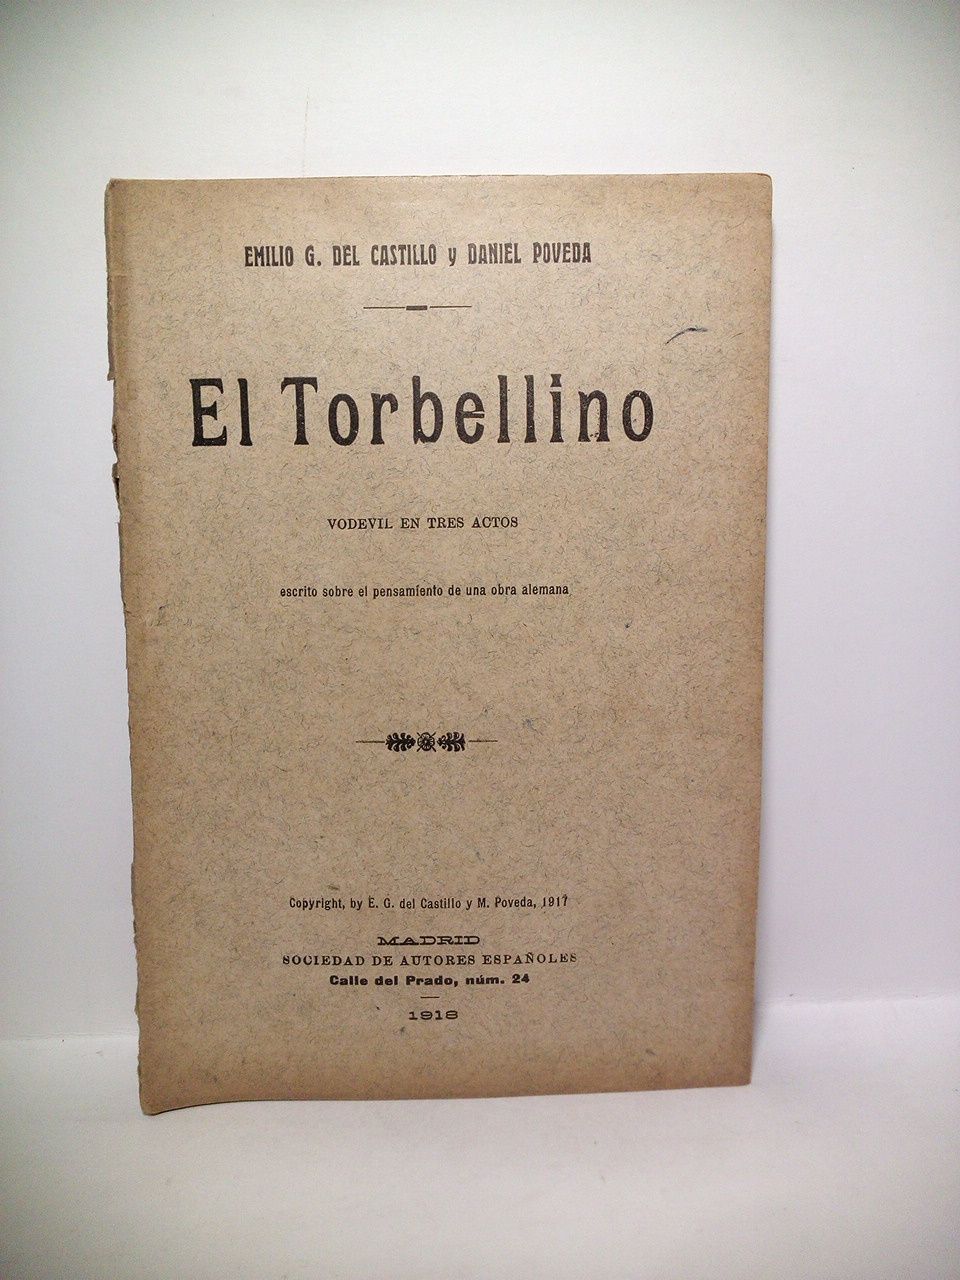 EMILIO G. DEL CASTILLO y DANIEL POVEDA
El Torbellino
VODEVIL EN TRES ACTOS
escrito sobre el pensamiento de una obra alemana
Copyright, by E. G. del Castillo y M. Poveda, 1917
MADRID
SOCIEDAD DE AUTORES ESPAÑOLES
Calle del Prado, núm. 24
1918